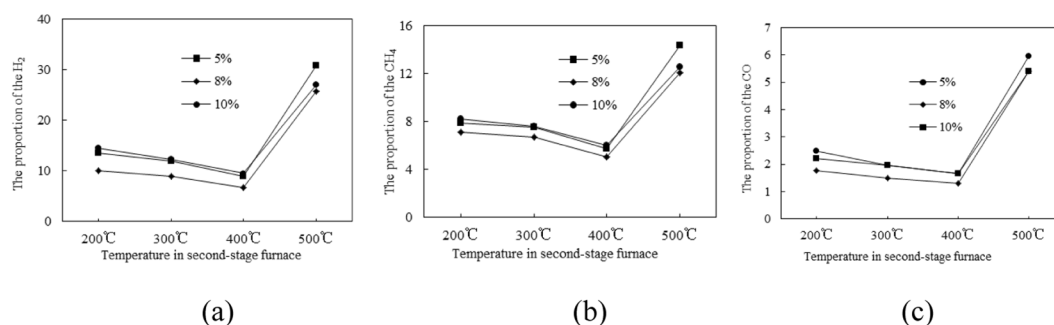 The proportion of the H2
40
30
20
10
0
5%
8%
10%
200℃ 300℃ 400℃ 500℃
Temperature in second-stage furnace
(a)
The proportion of the CH4
16
12
8
4
0
5%
8%
10%
200℃ 300℃ 400℃ 500℃
Temperature in second-stage furnace
(b)
The proportion of the CO
7
6
5
4
3
2
1
0
5%
8%
10%
200℃ 300℃ 400℃ 500℃
Temperature in second-stage furnace
(c)